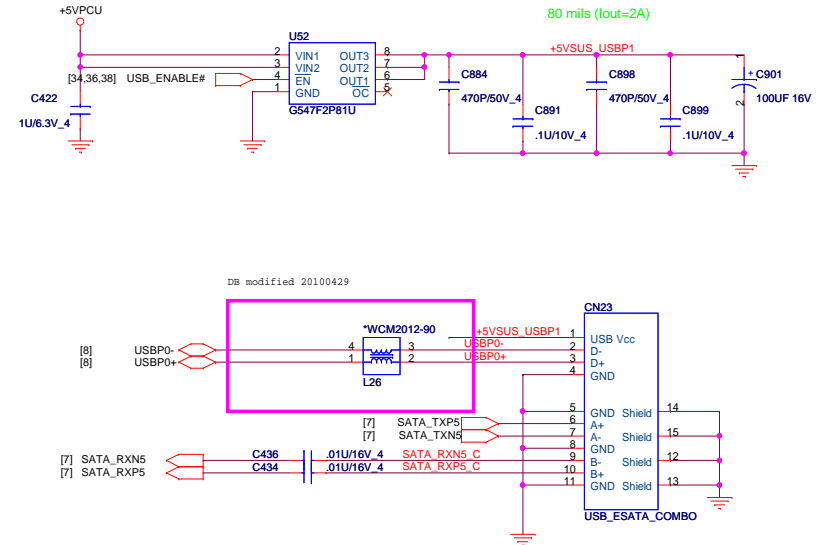 +5VPCU
80 mils (Iout=2A)
U52
+5VSUS_USBP1
2 VIN1 OUT3 8
3 VIN2 OUT2 7
[34,36,38] USB_ENABLE# 4 EN OUT1 6
1 GND OC 5
G547F2P81U
C422
1U/6.3V_4
C884
470P/50V_4
C891
.1U/10V_4
C898
470P/50V_4
C899
.1U/10V_4
1
+ C901
2
100UF 16V
DB modified 20100429
CN23
*WCM2012-90
+5VSUS_USBP1 1 USB Vcc
[8] USBP0- 4 3 USBP0- 2 D-
[8] USBP0+ 1 2 USBP0+ 3 D+
4 GND
L26
5 GND Shield 14
[7] SATA_TXP5 6 A+
[7] SATA_TXN5 7 A- Shield 15
8 GND
[7] SATA_RXN5 C436 .01U/16V_4 SATA_RXN5_C 9 B- Shield 12
[7] SATA_RXP5 C434 .01U/16V_4 SATA_RXP5_C 10 B+
11 GND Shield 13
USB_ESATA_COMBO